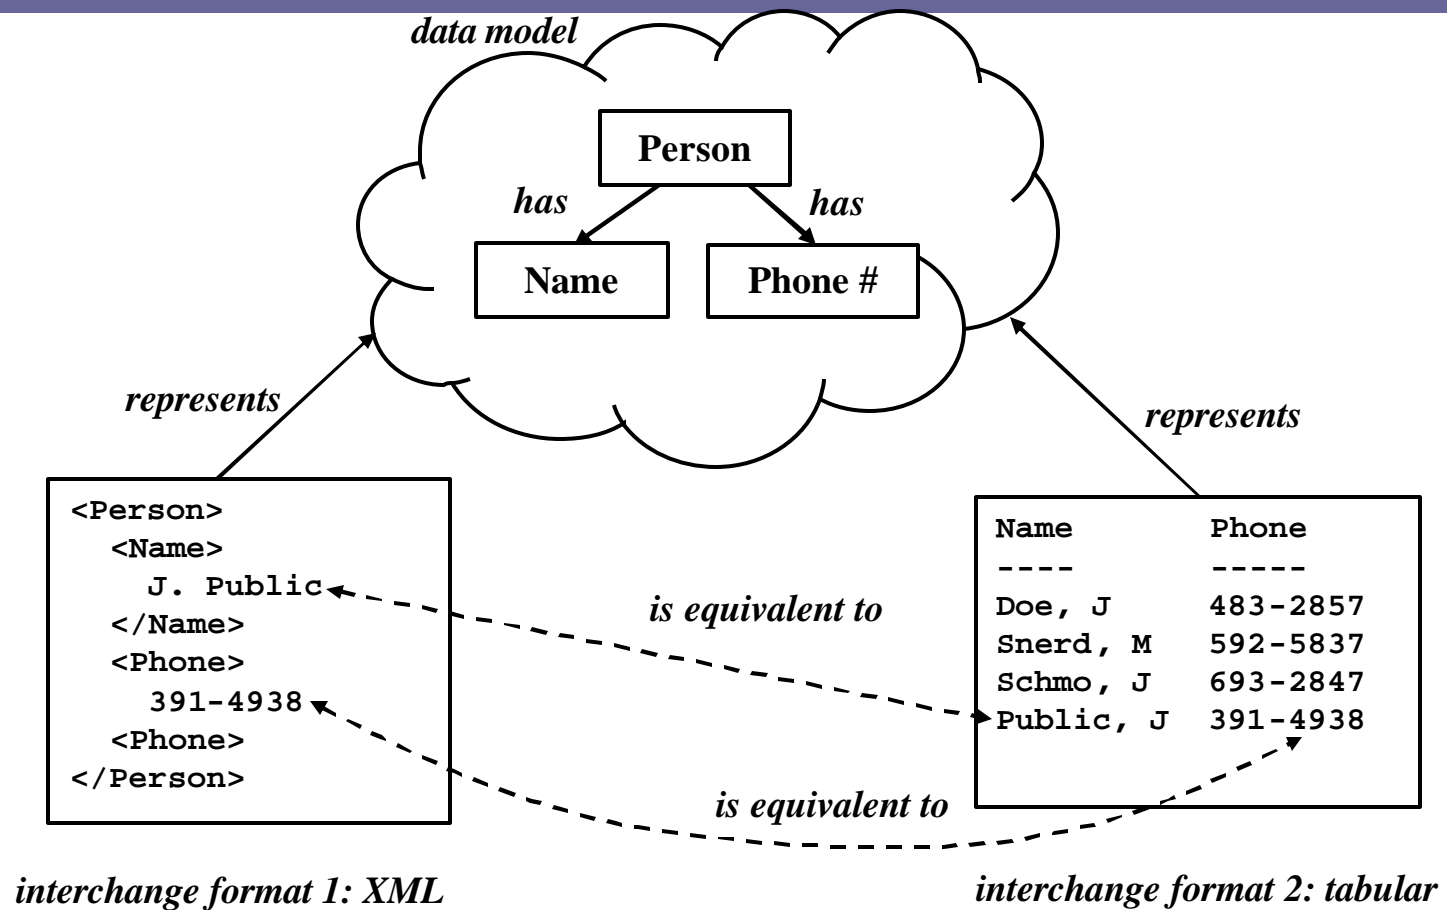 data model
Person
has
has
Name
Phone #
represents
represents
<Person>
<Name>
J. Public
</Name>
<Phone>
391-4938
<Phone>
</Person>
is equivalent to
is equivalent to
Name Phone
---- -----
Doe, J 483-2857
Snerd, M 592-5837
Schmo, J 693-2847
Public, J 391-4938
interchange format 1: XML
interchange format 2: tabular